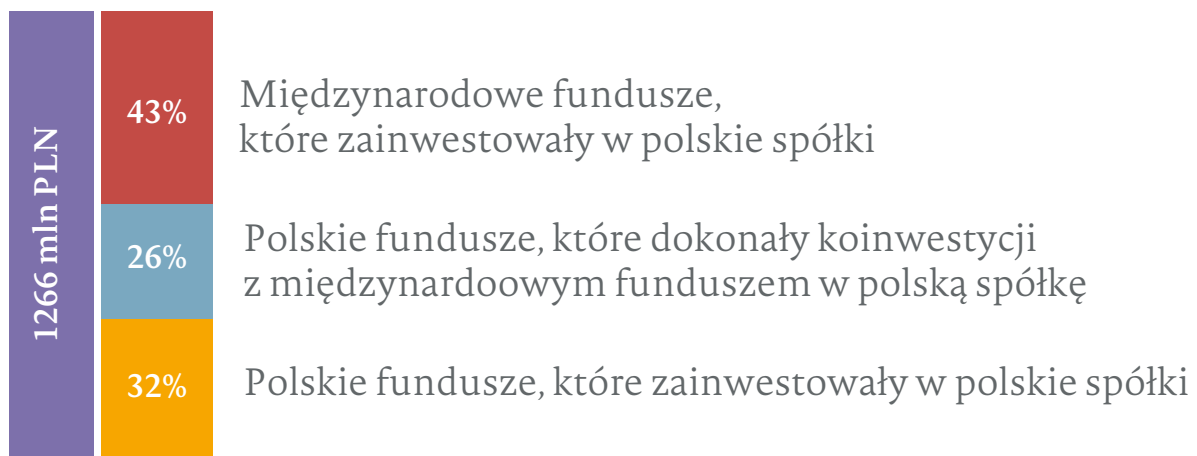 1266 mln PLN
43%
Międzynarodowe fundusze,
które zainwestowały w polskie spółki
26%
Polskie fundusze, które dokonały koinwestycji
z międzynardoowym funduszem w polską spółkę
32%
Polskie fundusze, które zainwestowały w polskie spółki